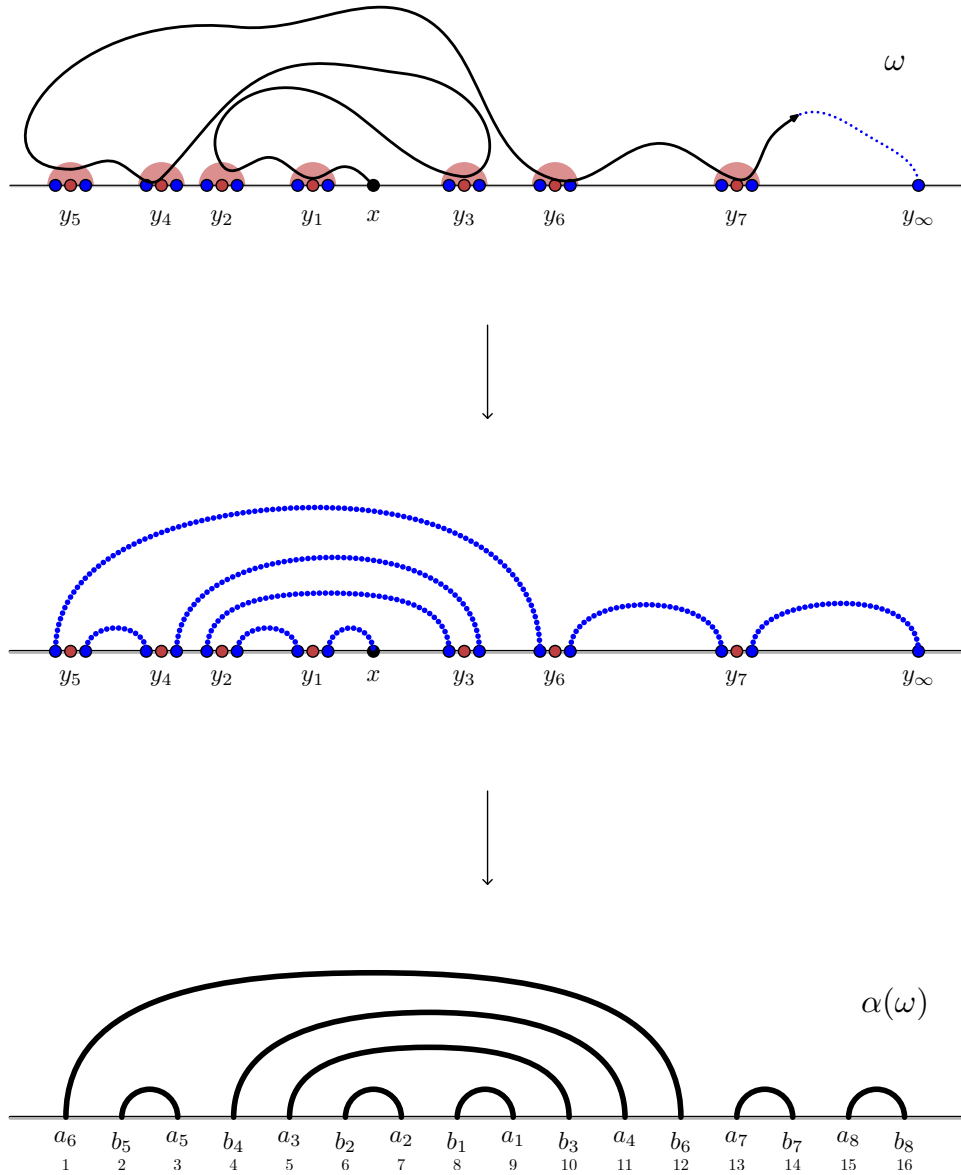 ω
y₅ y₄ y₂ y₁ x y₃ y₆ y₇ y∞
y₅ y₄ y₂ y₁ x y₃ y₆ y₇ y∞
α(ω)
a₆ b₅ a₅ b₄ a₃ b₂ a₂ b₁ a₁ b₃ a₄ b₆ a₇ b₇ a₈ b₈
1 2 3 4 5 6 7 8 9 10 11 12 13 14 15 16